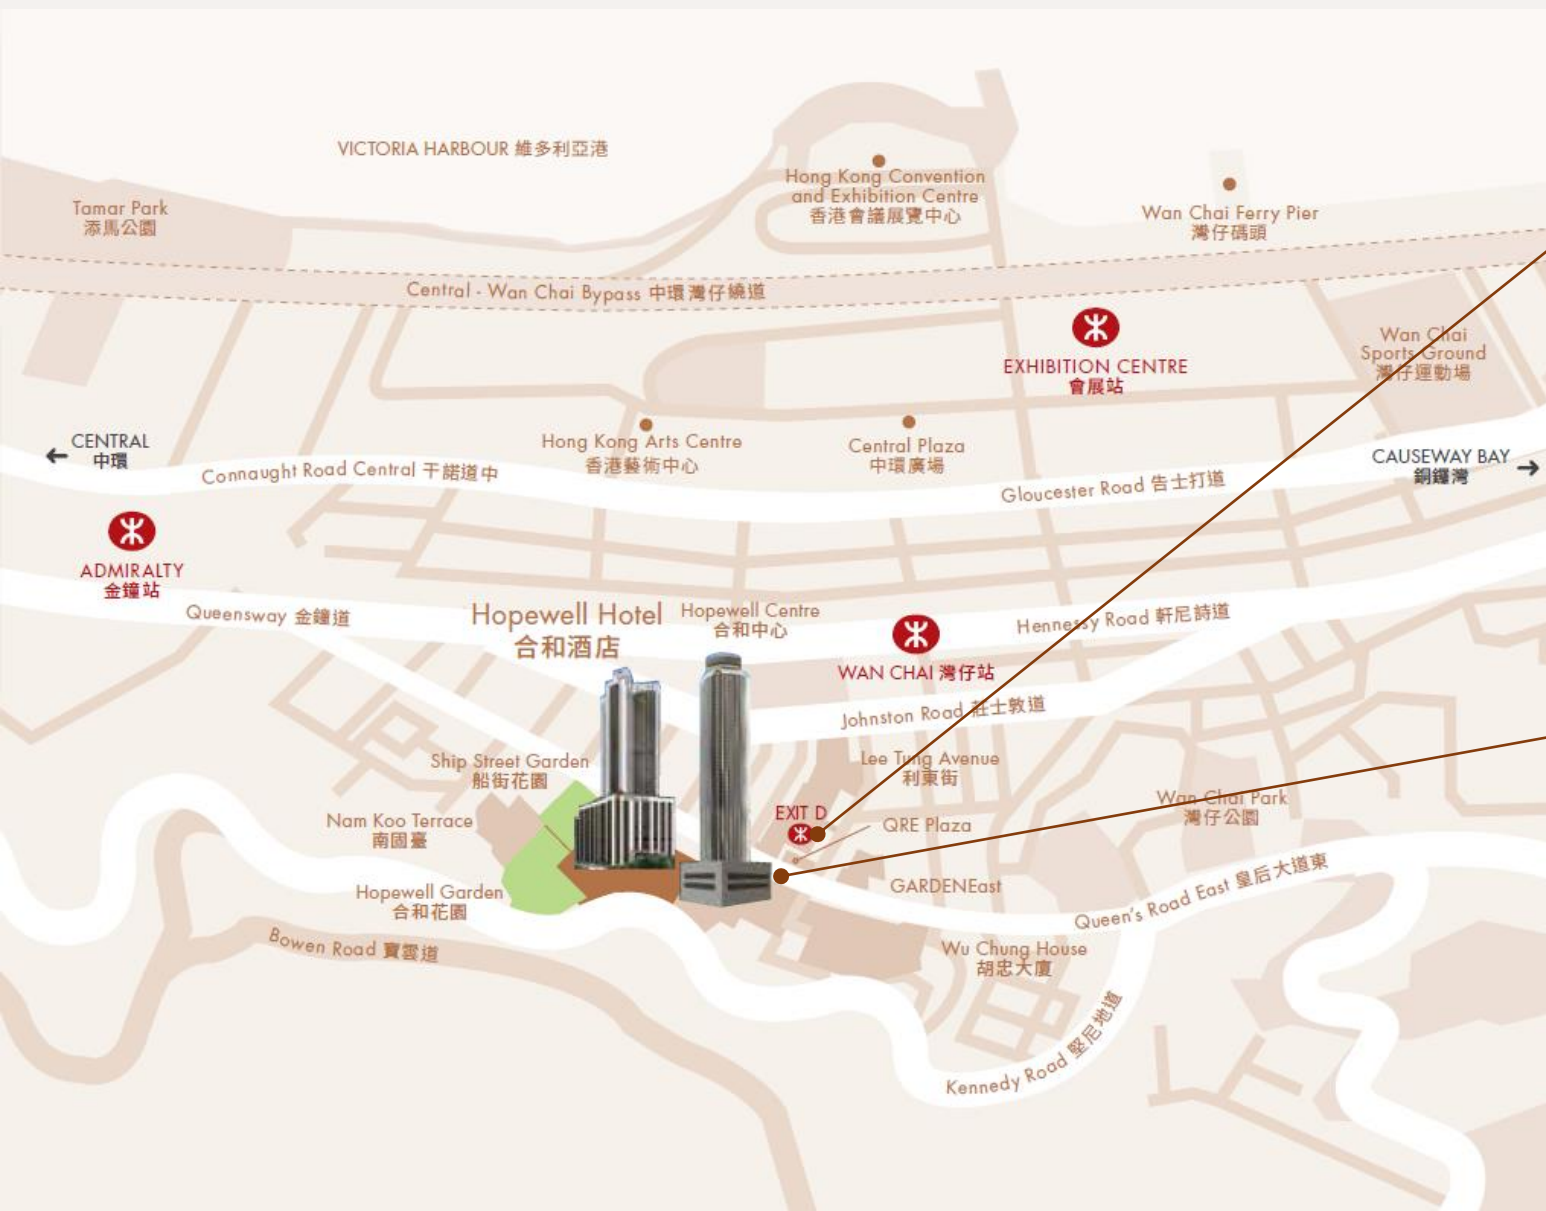 VICTORIA HARBOUR 維多利亞港
Hong Kong Convention
and Exhibition Centre
香港會議展覽中心
Tamar Park
添馬公園
Wan Chai Ferry Pier
灣仔碼頭
Central - Wan Chai Bypass 中環灣仔繞道
EXHIBITION CENTRE
會展站
Wan Chai
Sports Ground
灣仔運動場
CENTRAL
中環
Hong Kong Arts Centre
香港藝術中心
Central Plaza
中環廣場
CAUSEWAY BAY
銅鑼灣
Connaught Road Central 干諾道中
Gloucester Road 告士打道
ADMIRALTY
金鐘站
Queensway 金鐘道
Hopewell Hotel
合和酒店
Hopewell Centre
合和中心
Hennessy Road 軒尼詩道
WAN CHAI 灣仔站
Johnston Road 莊士敦道
Ship Street Garden
船街花園
Lee Tung Avenue
利東街
Nam Koo Terrace
南固臺
EXIT D
QRE Plaza
Wan Chai Park
灣仔公園
Hopewell Garden
合和花園
GARDENEast
Queen's Road East 皇后大道東
Bowen Road 寶雲道
Wu Chung House
胡忠大廈
Kennedy Road 堅尼地道